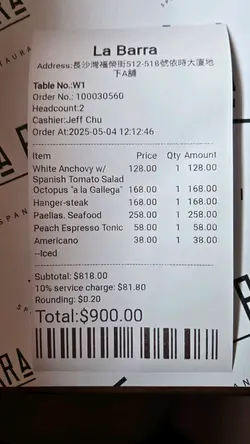 La Barra
Address:長沙灣福榮街512-518號依時大廈地
下A舖
Table No.:W1
Order No.: 100030560
Headcount:2
Cashier:Jeff Chu
Order At:2025-05-04 12:12:46
Item Price Qty Amount
White Anchovy w/ 128.00 1 128.00
Spanish Tomato Salad
Octopus "a la Gallega" 168.00 1 168.00
Hanger-steak 168.00 1 168.00
Paellas. Seafood 258.00 1 258.00
Peach Espresso Tonic 58.00 1 58.00
Americano 38.00 1 38.00
--Iced
Subtotal: $818.00
10% service charge: $81.80
Rounding: $0.20
Total:$900.00